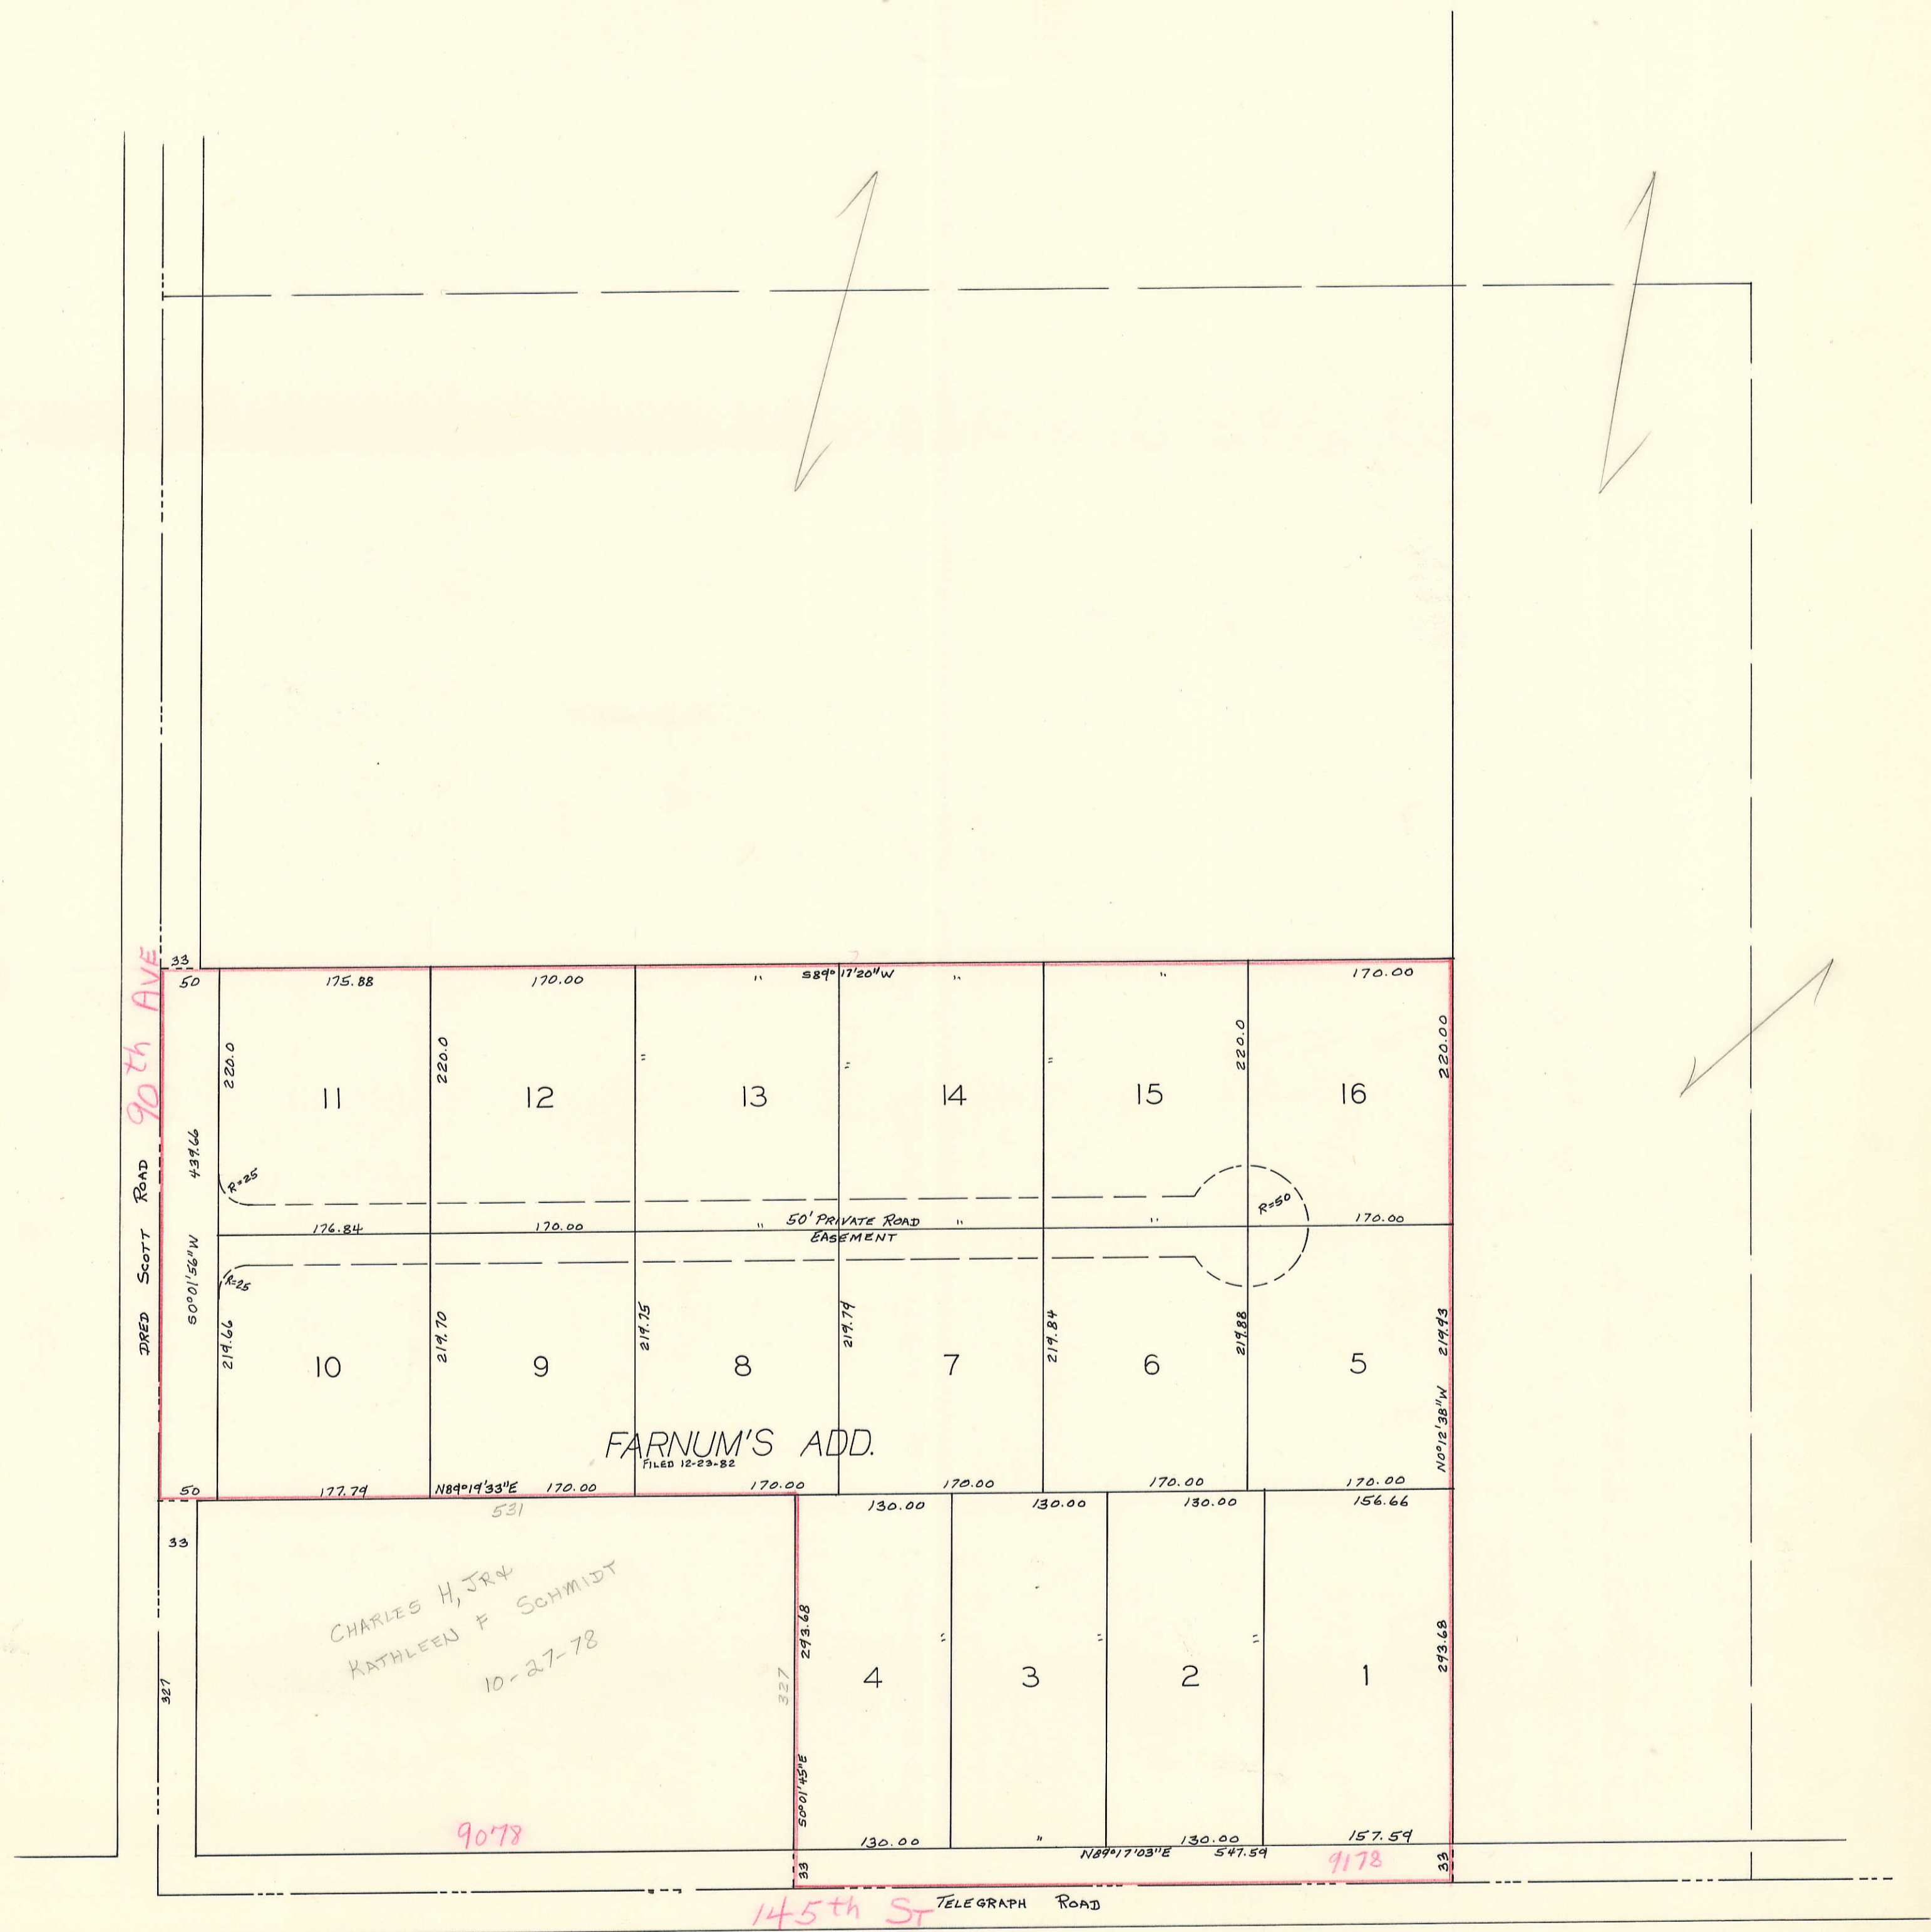 33
50 175.88 170.00 " S89°17'20"W " " 170.00
90th AVE
220.0 220.0 " " " 220.0 220.00
11 12 13 14 15 16
439.66
R=25
R=50
DRED SCOTT ROAD
176.84 170.00 " 50' PRIVATE ROAD " " 170.00
EASEMENT
S0°01'56"W
R=25
219.66 219.70 219.75 219.79 219.84 219.88 219.93
10 9 8 7 6 5
N0°12'38"W
FARNUM'S ADD.
FILED 12-23-82
50 177.79 N89°19'33"E 170.00 170.00 170.00 170.00 170.00
531 130.00 130.00 130.00 156.66
33
CHARLES H, JR &
KATHLEEN F SCHMIDT
10-27-78
293.68 " " " 293.68
327 327 4 3 2 1
S0°01'45"E
9078 130.00 " 130.00 157.59
N89°17'03"E 547.59
33 9178 33
145th ST TELEGRAPH ROAD